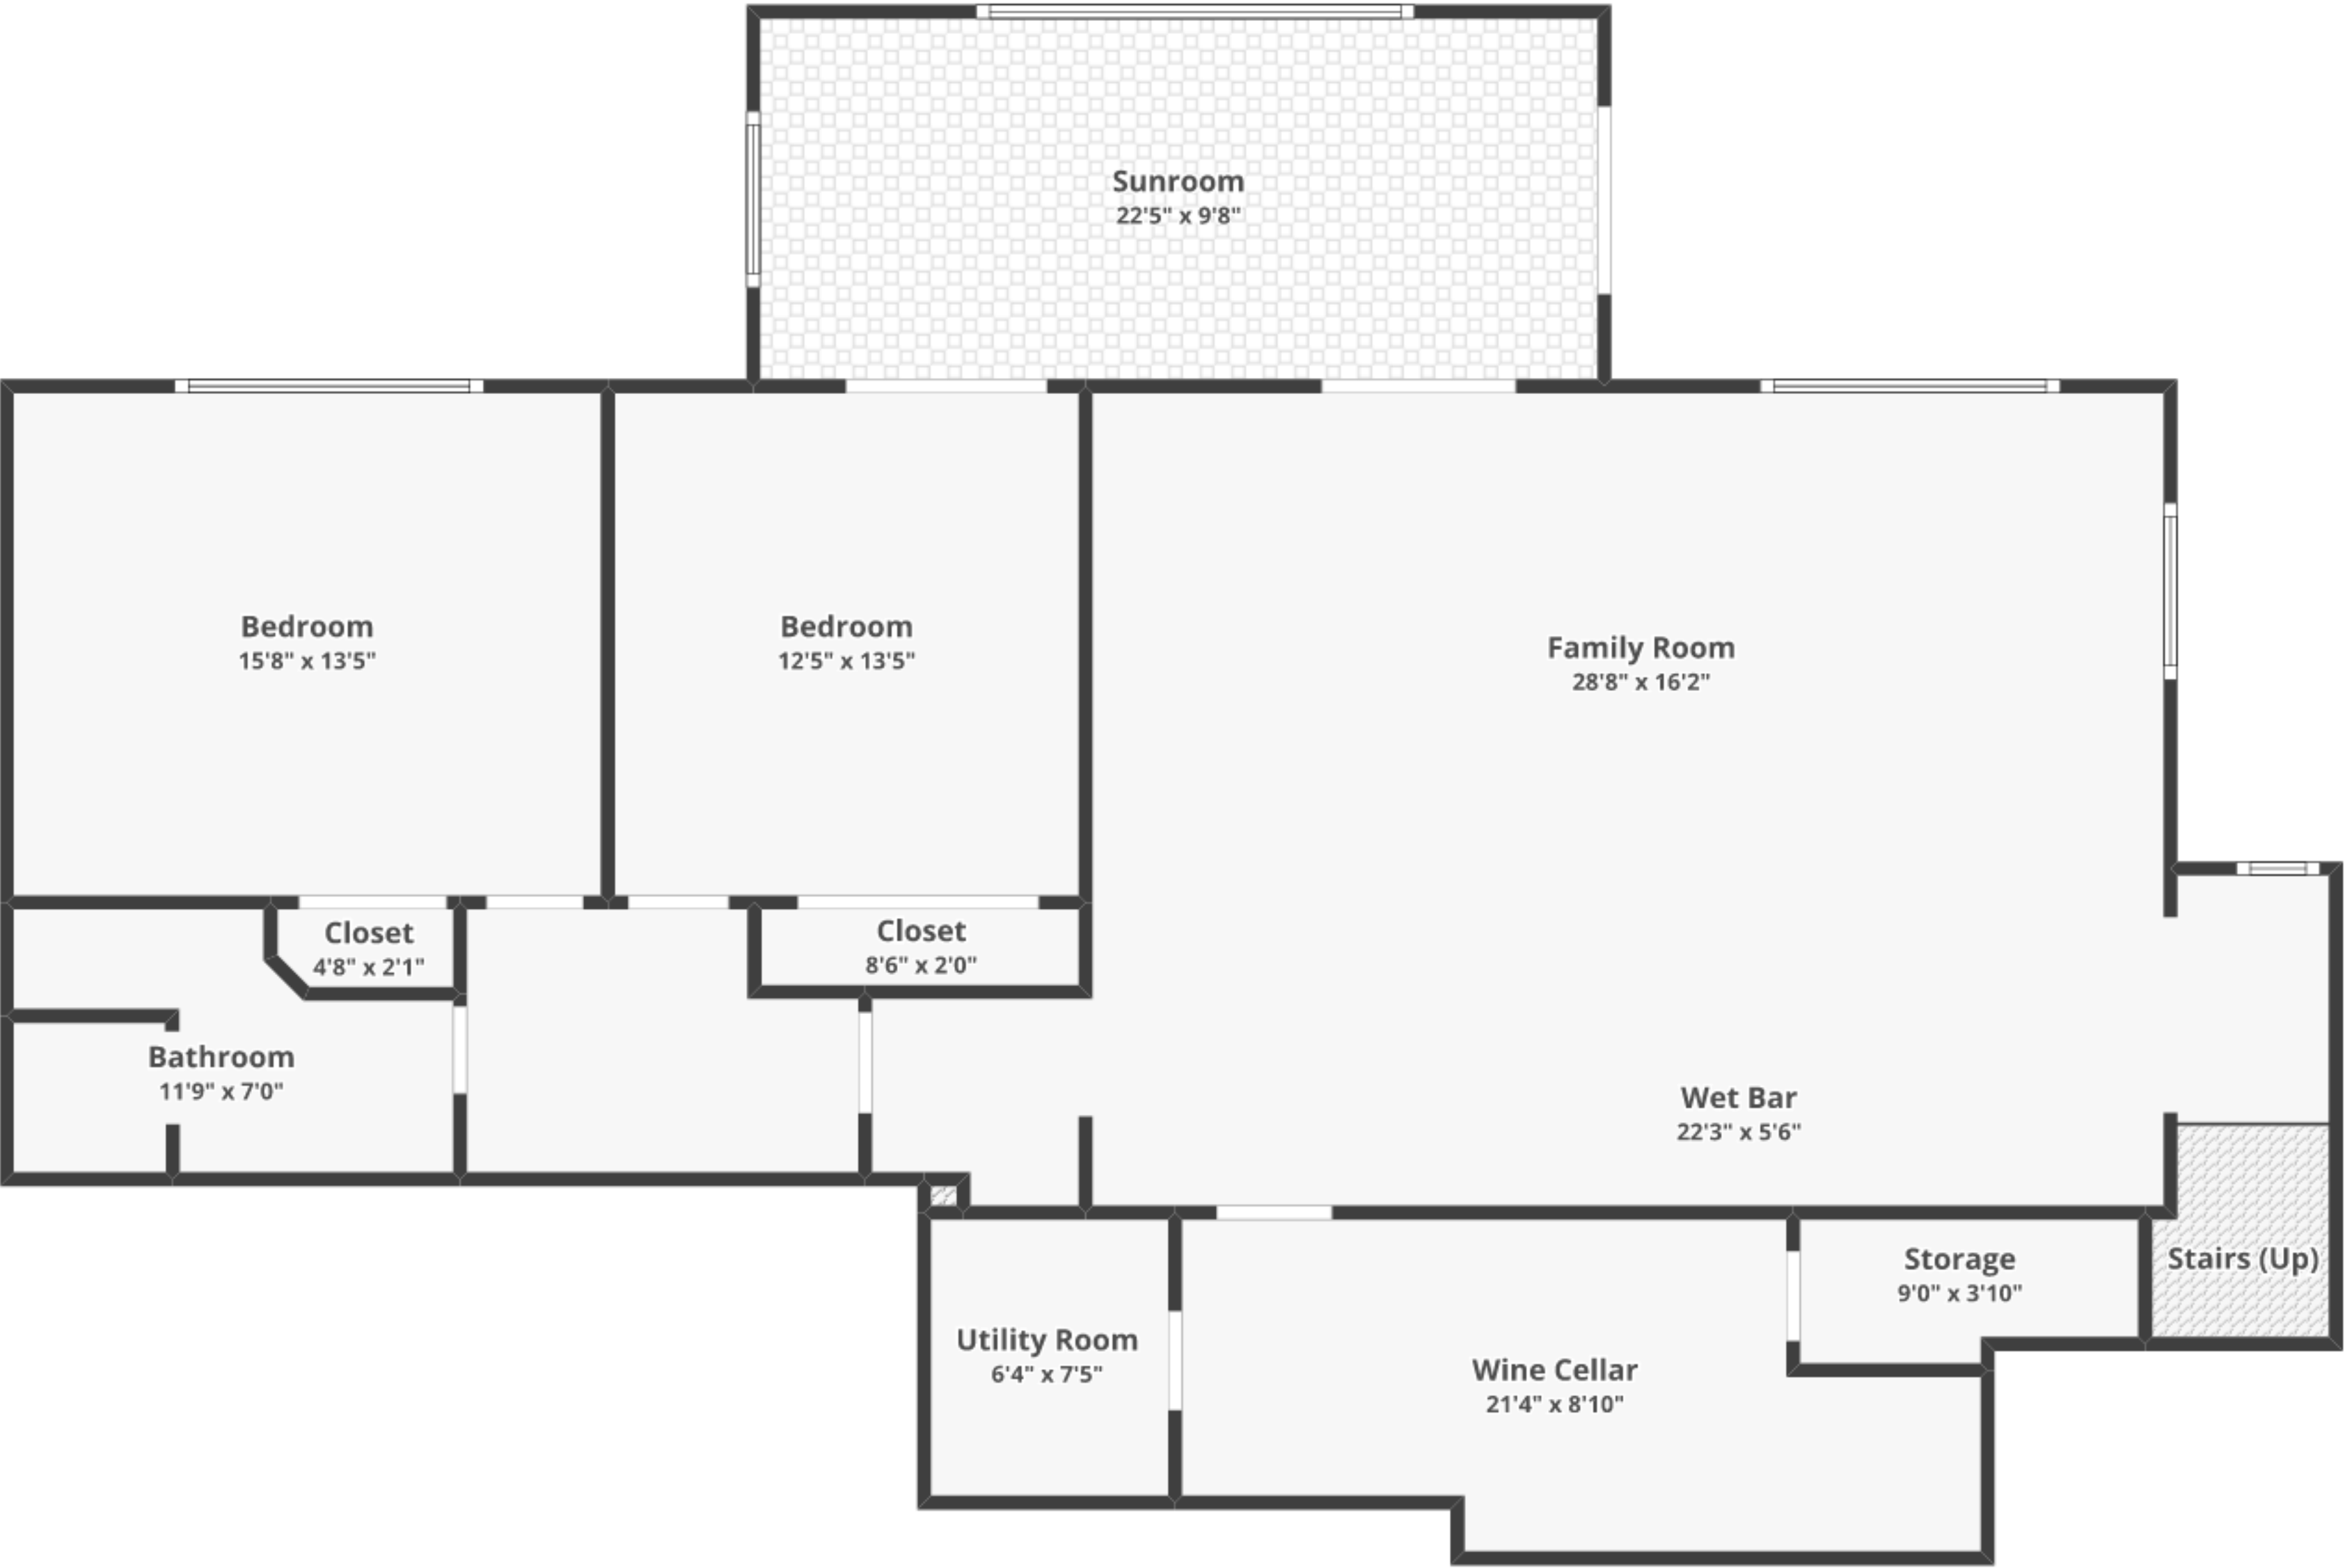 Sunroom
22'5" x 9'8"
Bedroom
15'8" x 13'5"
Bedroom
12'5" x 13'5"
Family Room
28'8" x 16'2"
Closet
4'8" x 2'1"
Closet
8'6" x 2'0"
Bathroom
11'9" x 7'0"
Wet Bar
22'3" x 5'6"
Storage
9'0" x 3'10"
Stairs (Up)
Utility Room
6'4" x 7'5"
Wine Cellar
21'4" x 8'10"